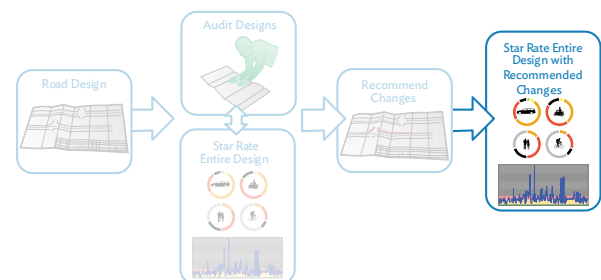 Road Design
Audit Designs
Star Rate
Entire Design
Recommend
Changes
Star Rate Entire
Design with
Recommended
Changes